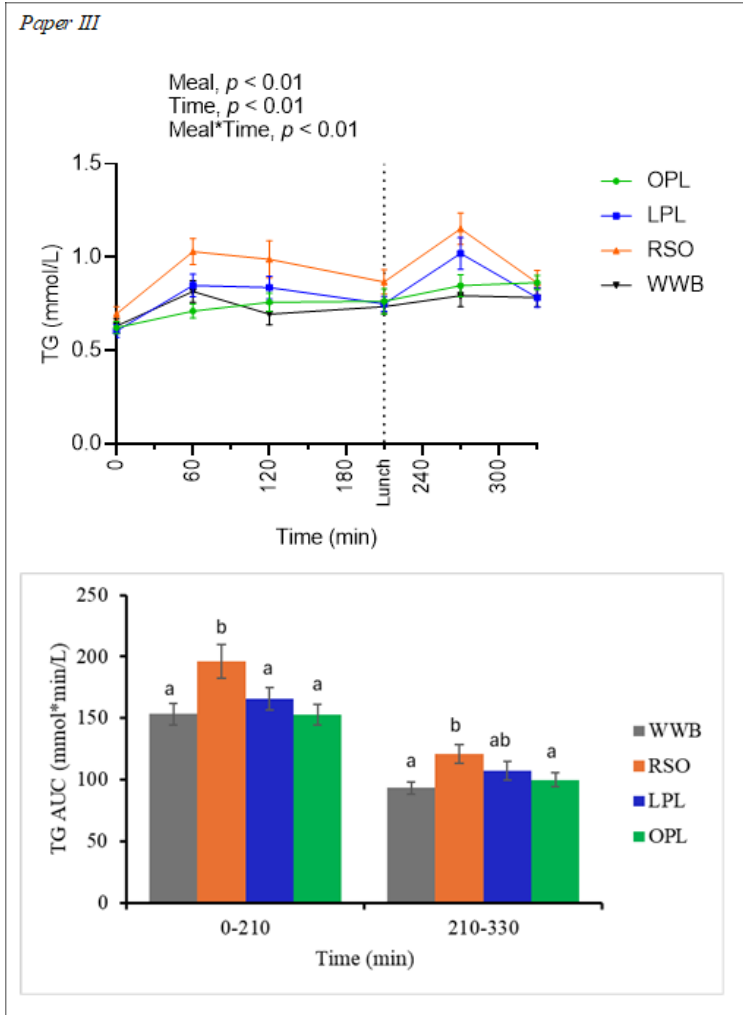 Paper III
Meal, p < 0.01
Time, p < 0.01
Meal*Time, p < 0.01
TG (mmol/L)
1.5
1.0
0.5
0.0
0
60
120
180
Lunch
240
300
Time (min)
OPL
LPL
RSO
WWB
TG AUC (mmol*min/L)
250
200
150
100
50
0
a
b
a
a
a
b
ab
a
0-210
210-330
Time (min)
WWB
RSO
LPL
OPL